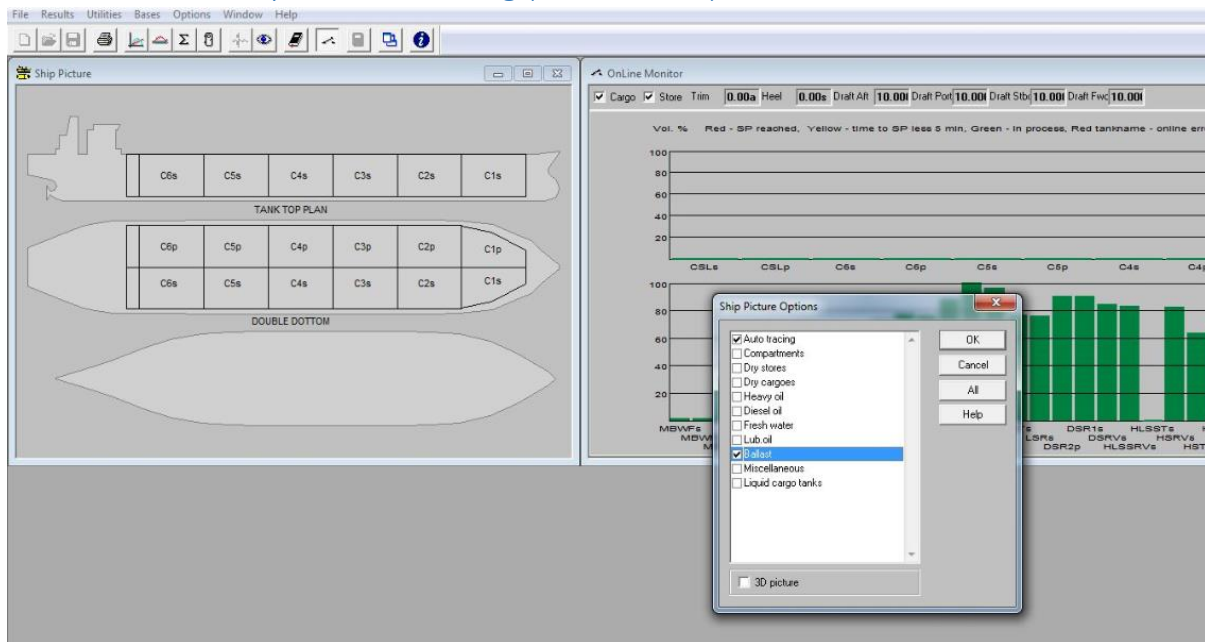 File Results Utilities Bases Options Window Help
Ship Picture
C6s C5s C4s C3s C2s C1s
TANK TOP PLAN
C6p C5p C4p C3p C2p C1p
C6s C5s C4s C3s C2s C1s
DOUBLE DOTTOM
OnLine Monitor
Cargo Store Trim 0.00a Heel 0.00s Draft Aft 10.00 Draft Port 10.00 Draft Stb 10.00 Draft Fwd 10.00
Vol. % Red - SP reached, Yellow - time to SP less 5 min, Green - In process, Red tankname - online err
100
80
60
40
20
CSLs CSLp C6s C6p C5s C5p C4s C4p
100
80
60
40
20
MBWFs DSR1s HLSSTs
LSRs DSRVs HSRVs
DSR2p HLSSRVs HST
Ship Picture Options
Auto tracing
Compartments
Dry stores
Dry cargoes
Heavy oil
Diesel oil
Fresh water
Lub.oil
Ballast
Miscellaneous
Liquid cargo tanks
OK
Cancel
All
Help
3D picture